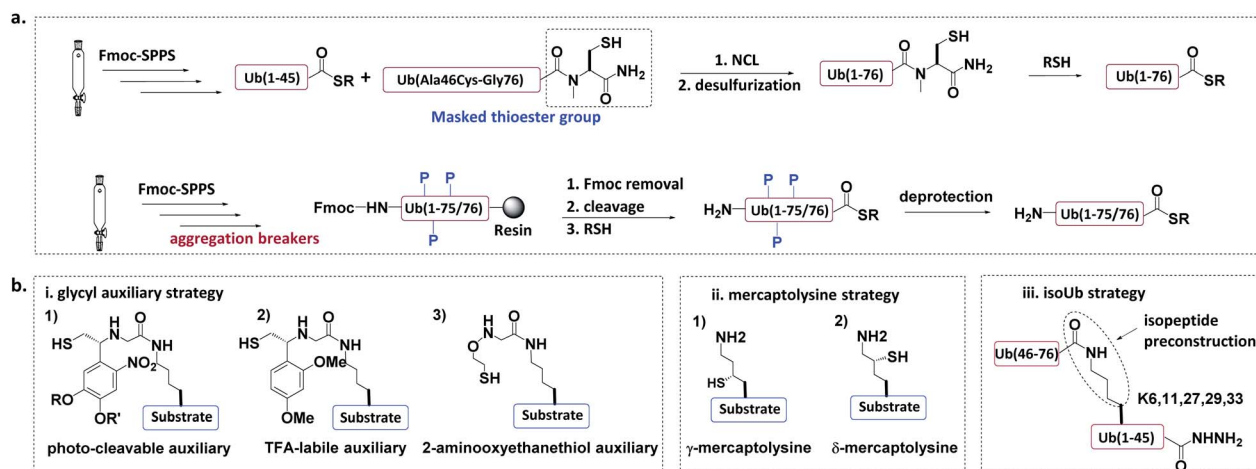 a.
Fmoc-SPPS
Ub(1-45)
O
SR
+
Ub(Ala46Cys-Gly76)
O
N
SH
NH2
O
Masked thioester group
1. NCL
2. desulfurization
Ub(1-76)
O
N
SH
NH2
O
RSH
Ub(1-76)
O
SR
Fmoc-SPPS
aggregation breakers
Fmoc-HN
P
P
Ub(1-75/76)
P
Resin
1. Fmoc removal
2. cleavage
3. RSH
H2N
P
P
Ub(1-75/76)
P
O
SR
deprotection
H2N
Ub(1-75/76)
O
SR
b.
i. glycyl auxiliary strategy
1)
HS
H
N
O
NH
NO2
RO
OR'
Substrate
photo-cleavable auxiliary
2)
HS
H
N
O
NH
OMe
OMe
Substrate
TFA-labile auxiliary
3)
H
N
O
O
NH
SH
Substrate
2-aminooxyethanethiol auxiliary
ii. mercaptolysine strategy
1)
NH2
HS
Substrate
γ-mercaptolysine
2)
NH2
SH
Substrate
δ-mercaptolysine
iii. isoUb strategy
O
Ub(46-76)
NH
isopeptide
preconstruction
K6,11,27,29,33
Ub(1-45)
NHNH2
O